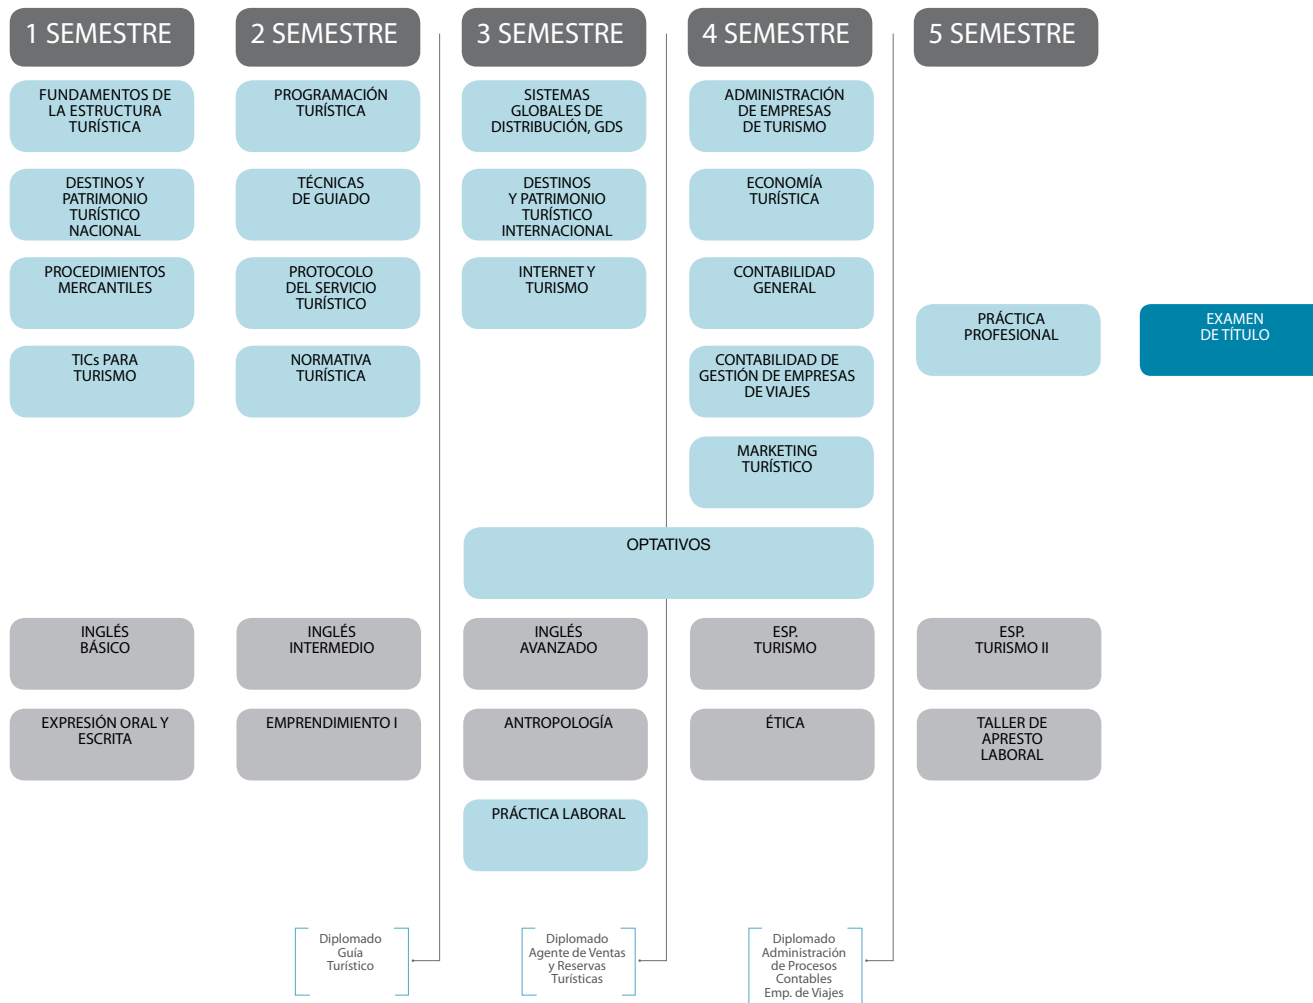 1 SEMESTRE
2 SEMESTRE
3 SEMESTRE
4 SEMESTRE
5 SEMESTRE
FUNDAMENTOS DE
LA ESTRUCTURA
TURÍSTICA
PROGRAMACIÓN
TURÍSTICA
SISTEMAS
GLOBALES DE
DISTRIBUCIÓN, GDS
ADMINISTRACIÓN
DE EMPRESAS
DE TURISMO
DESTINOS Y
PATRIMONIO
TURÍSTICO
NACIONAL
TÉCNICAS
DE GUIADO
DESTINOS
Y PATRIMONIO
TURÍSTICO
INTERNACIONAL
ECONOMÍA
TURÍSTICA
PROCEDIMIENTOS
MERCANTILES
PROTOCOLO
DEL SERVICIO
TURÍSTICO
INTERNET Y
TURISMO
CONTABILIDAD
GENERAL
PRÁCTICA
PROFESIONAL
EXAMEN
DE TÍTULO
TICs PARA
TURISMO
NORMATIVA
TURÍSTICA
CONTABILIDAD DE
GESTIÓN DE EMPRESAS
DE VIAJES
MARKETING
TURÍSTICO
OPTATIVOS
INGLÉS
BÁSICO
INGLÉS
INTERMEDIO
INGLÉS
AVANZADO
ESP.
TURISMO
ESP.
TURISMO II
EXPRESIÓN ORAL Y
ESCRITA
EMPRENDIMIENTO I
ANTROPOLOGÍA
ÉTICA
TALLER DE
APRESTO
LABORAL
PRÁCTICA LABORAL
Diplomado
Guía
Turístico
Diplomado
Agente de Ventas
y Reservas
Turísticas
Diplomado
Administración
de Procesos
Contables
Emp. de Viajes